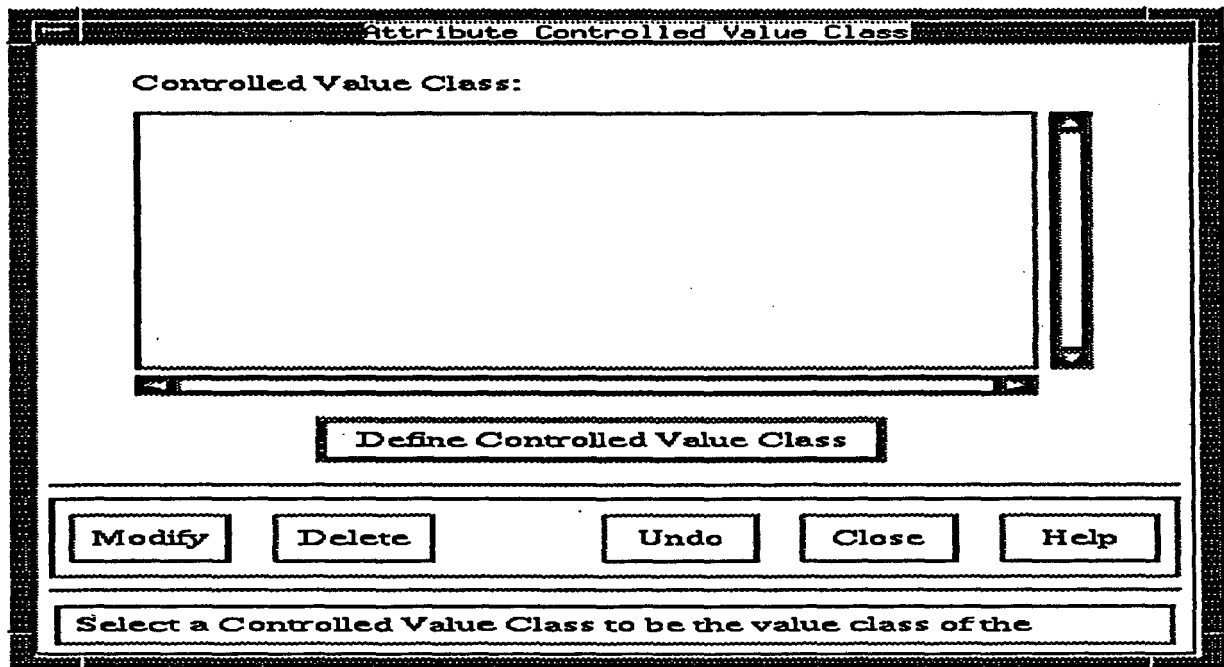 Attribute Controlled Value Class
Controlled Value Class:
Define Controlled Value Class
Modify Delete Undo Close Help
Select a Controlled Value Class to be the value class of the